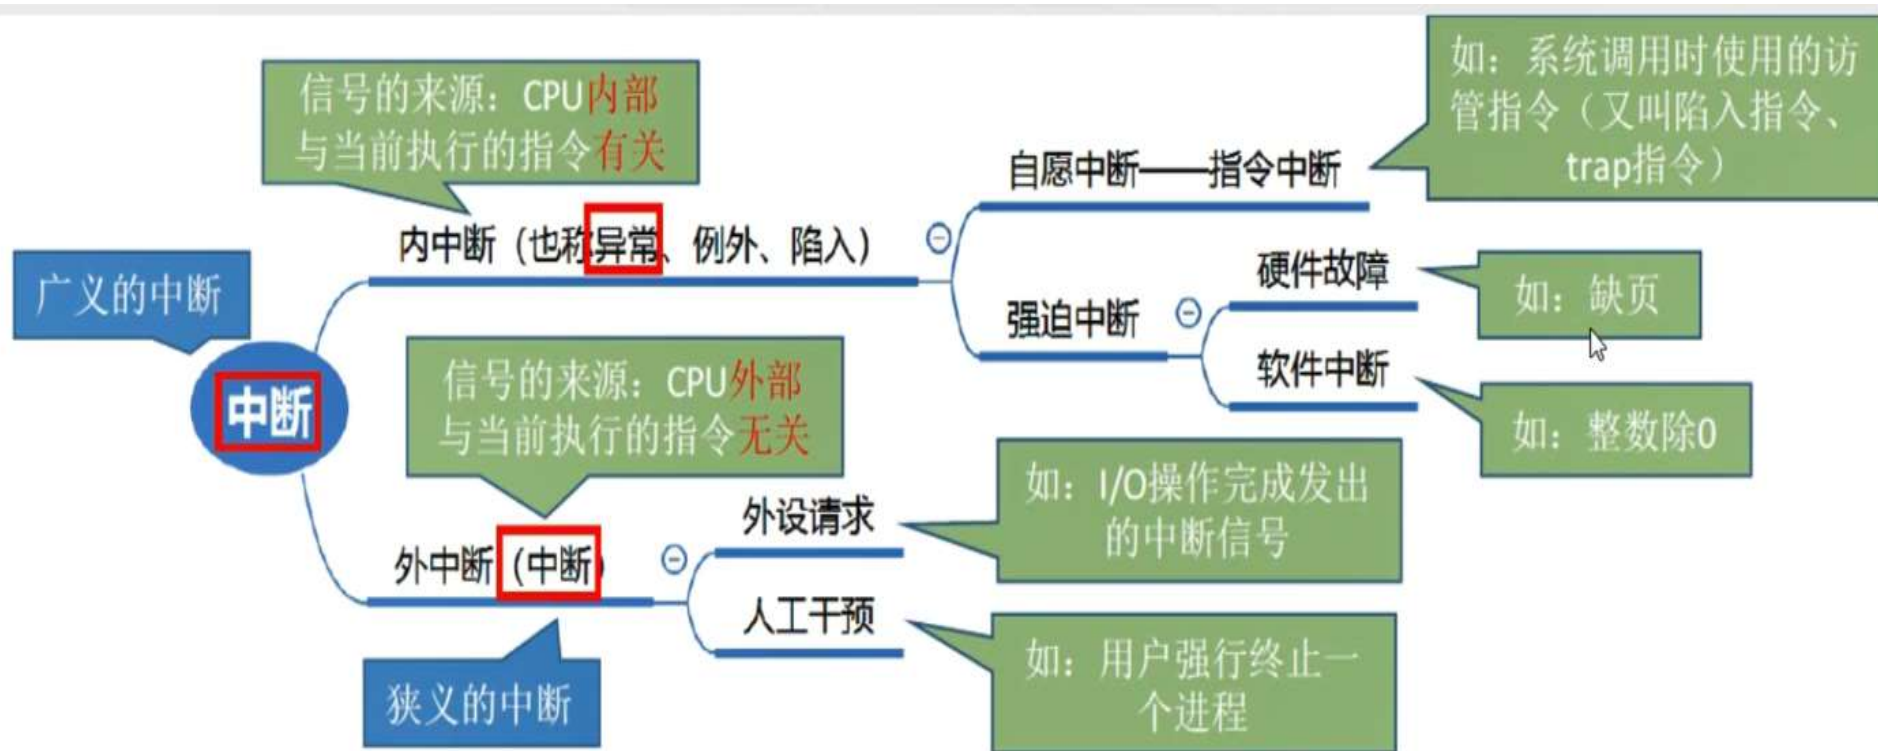 信号的来源：CPU内部
与当前执行的指令有关
如：系统调用时使用的访
管指令（又叫陷入指令、
trap指令）
自愿中断——指令中断
内中断（也称异常、例外、陷入）
广义的中断
硬件故障
如：缺页
强迫中断
信号的来源：CPU外部
与当前执行的指令无关
软件中断
如：整数除0
中断
如：I/O操作完成发出
的中断信号
外设请求
外中断（中断）
人工干预
如：用户强行终止一
个进程
狭义的中断